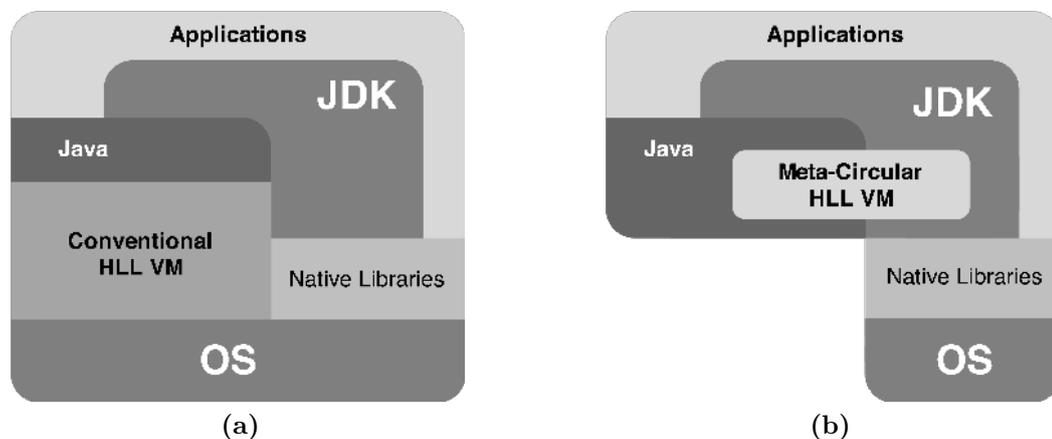 Applications
JDK
Java
Conventional
HLL VM
Native Libraries
OS
(a)
Applications
JDK
Java
Meta-Circular
HLL VM
Native Libraries
OS
(b)